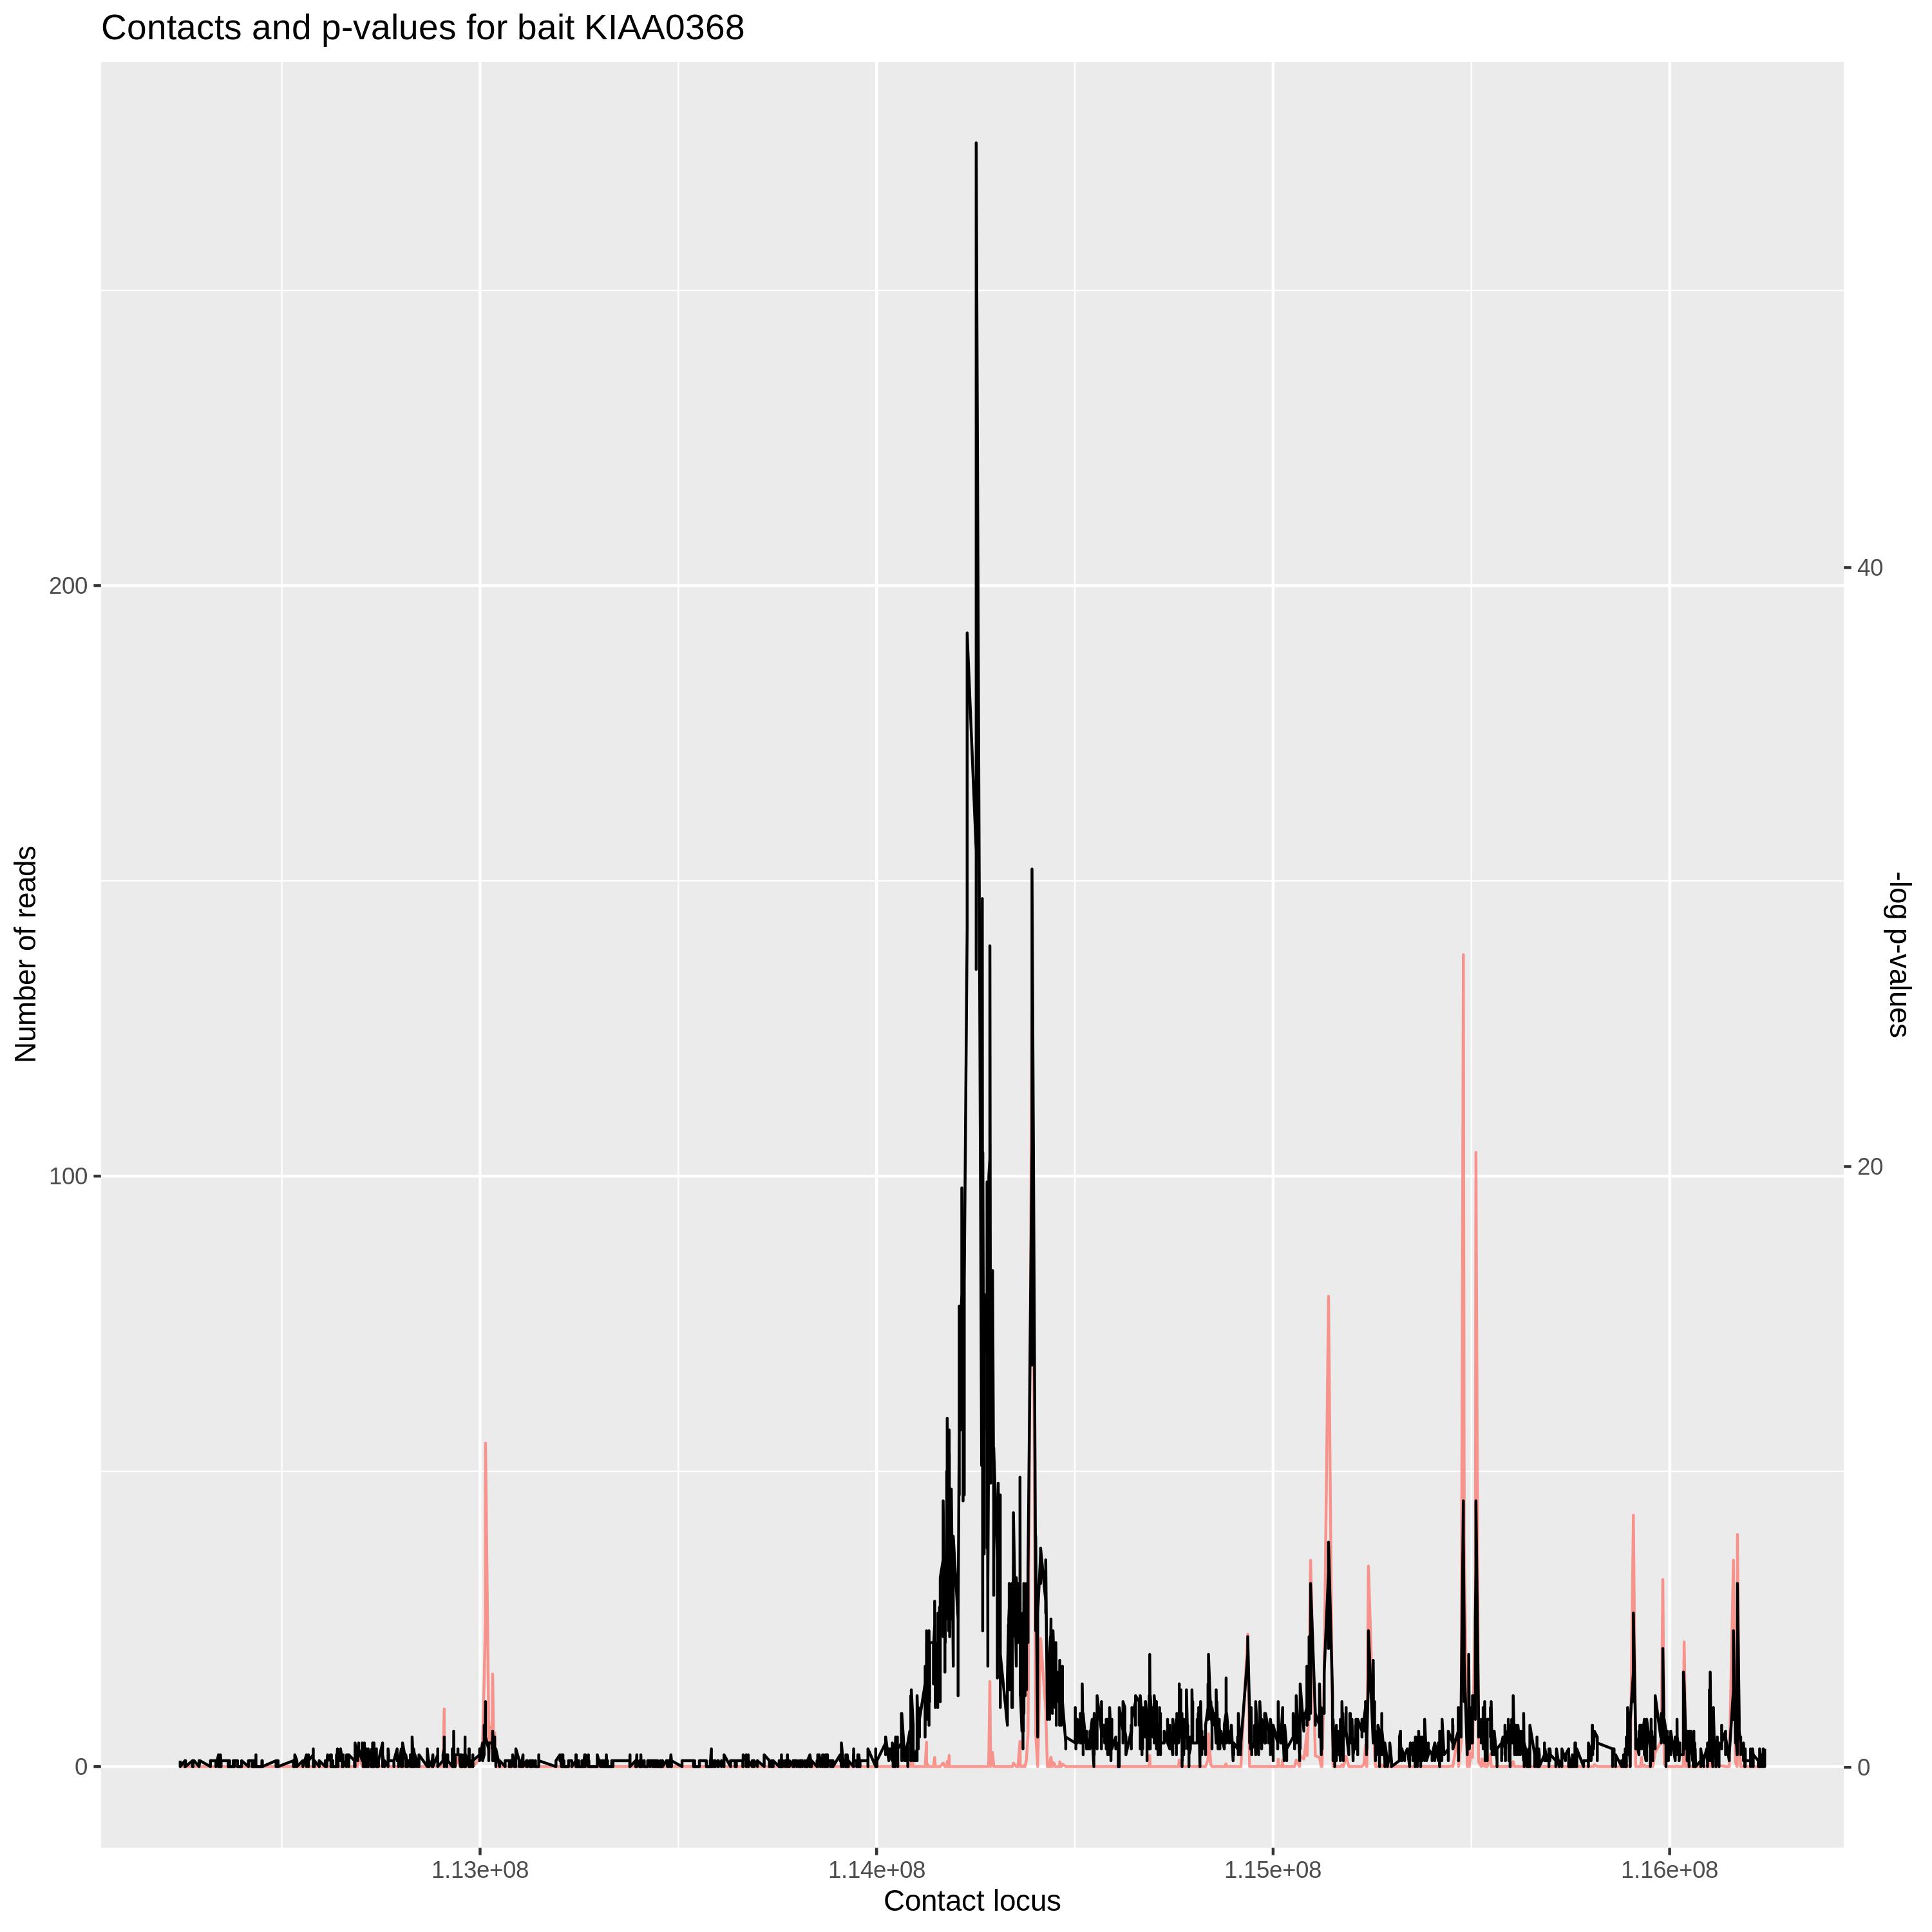 Contacts and p-values for bait KIAA0368
Number of reads
200
100
0
40
20
0
-log p-values
1.13e+08
1.14e+08
1.15e+08
1.16e+08
Contact locus